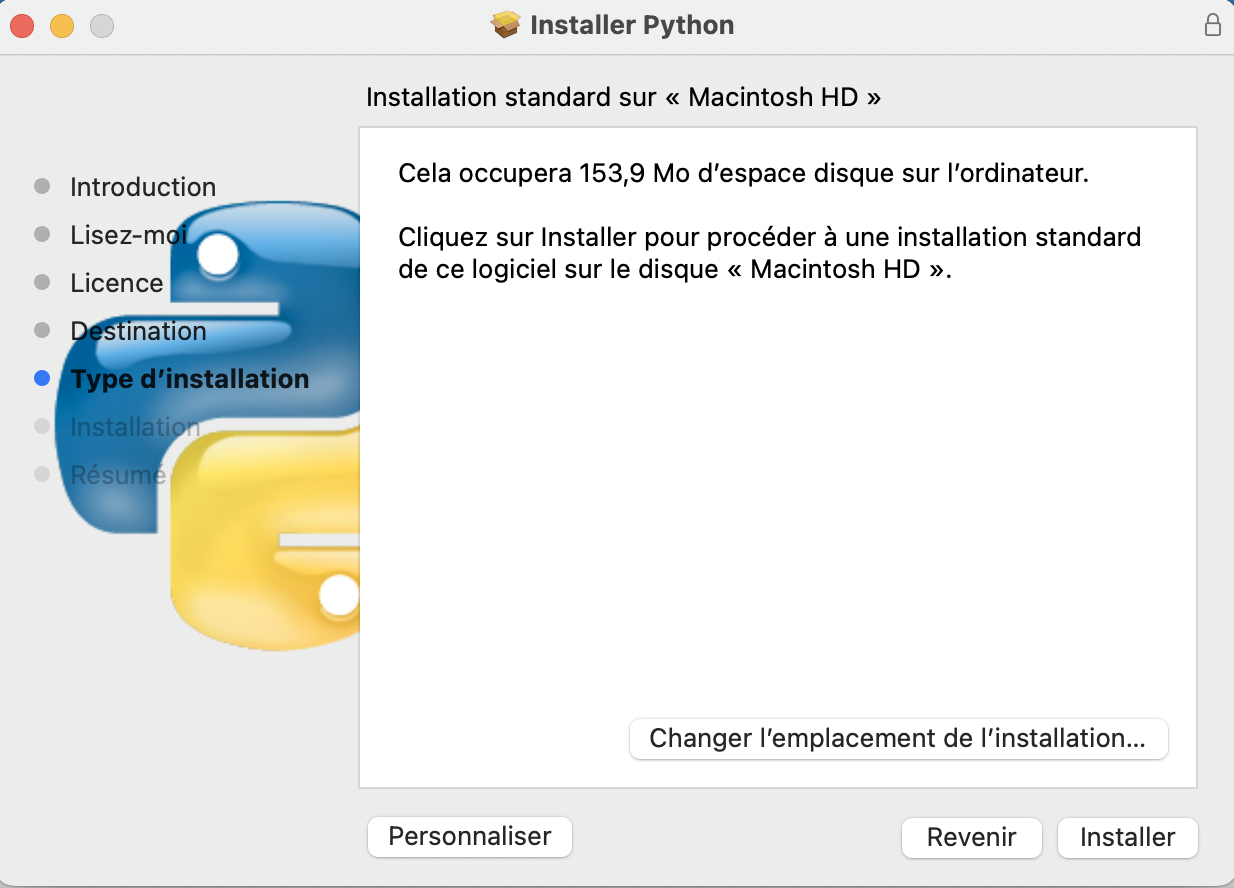 Installer Python
Installation standard sur « Macintosh HD »
Introduction
Lisez-moi
Licence
Destination
Type d’installation
Installation
Résumé
Cela occupera 153,9 Mo d’espace disque sur l’ordinateur.
Cliquez sur Installer pour procéder à une installation standard
de ce logiciel sur le disque « Macintosh HD ».
Changer l’emplacement de l’installation...
Personnaliser
Revenir
Installer